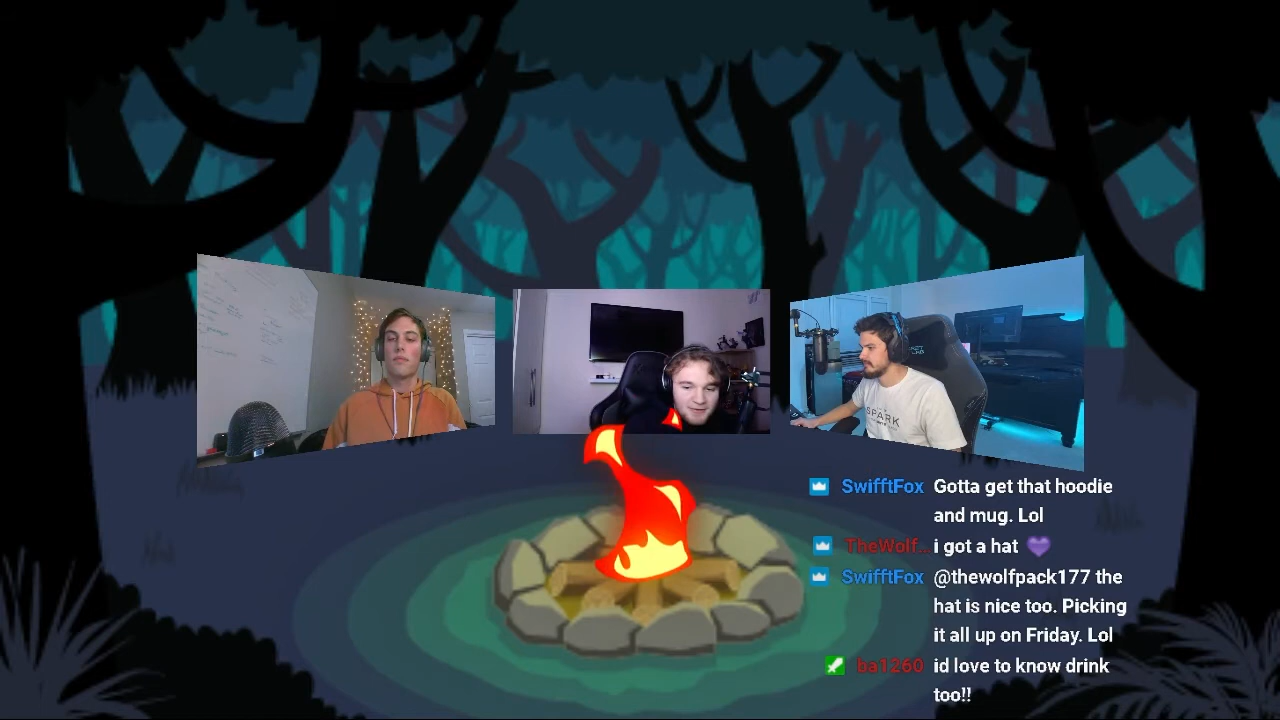 SPARK
SwifftFox Gotta get that hoodie
and mug. Lol
TheWolf... i got a hat
SwifftFox @thewolfpack177 the
hat is nice too. Picking
it all up on Friday. Lol
ba1260 id love to know drink
too!!